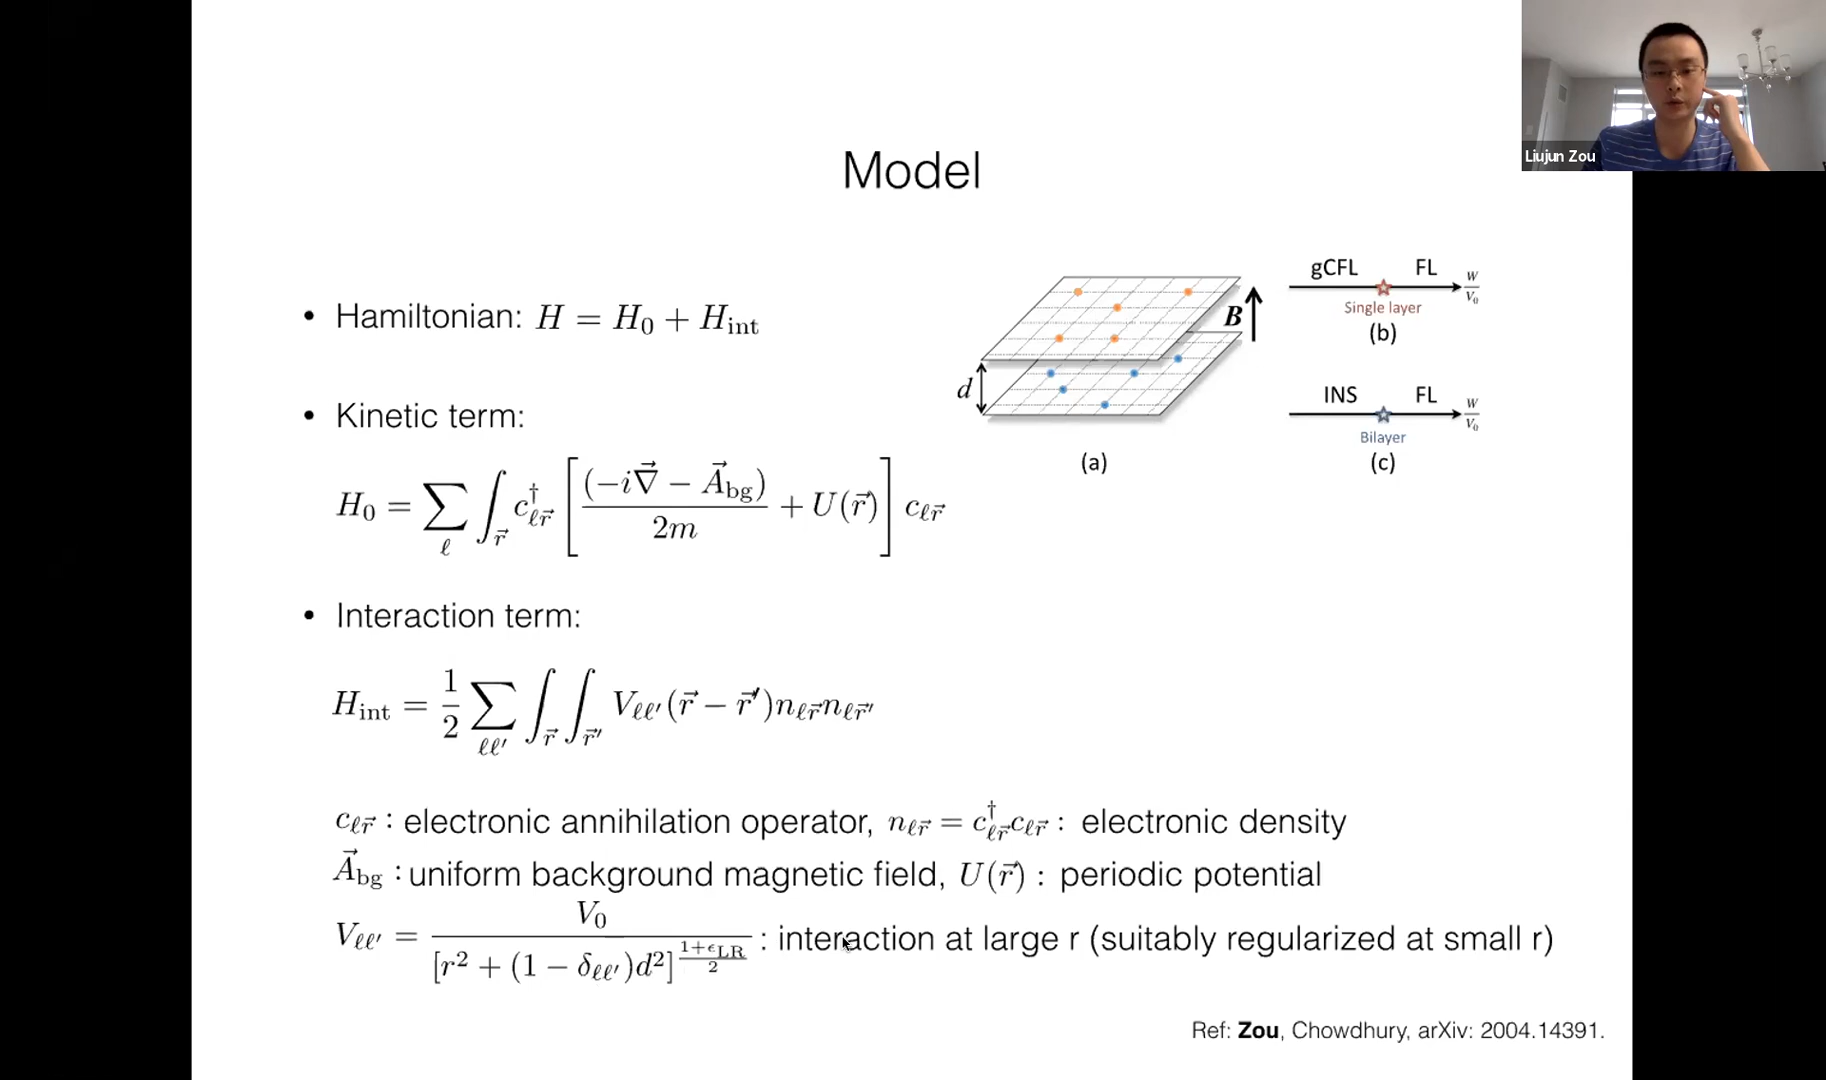 Liujun Zou
Model
• Hamiltonian: H = H₀ + H_int
• Kinetic term:
H₀ = ∑_ℓ ∫_r⃗ c†_ℓr⃗ [ (−i∇⃗ − A⃗_bg) / 2m + U(r⃗) ] c_ℓr⃗
• Interaction term:
H_int = 1/2 ∑_ℓℓ′ ∫_r⃗ ∫_r⃗′ V_ℓℓ′(r⃗ − r⃗′)n_ℓr⃗ n_ℓr⃗′
d
B
(a)
gCFL FL W/V₀
Single layer
(b)
INS FL W/V₀
Bilayer
(c)
c_ℓr⃗ : electronic annihilation operator, n_ℓr⃗ = c†_ℓr⃗ c_ℓr⃗ : electronic density
A⃗_bg : uniform background magnetic field, U(r⃗) : periodic potential
V_ℓℓ′ = V₀ / [r² + (1 − δ_ℓℓ′)d²]^((1+ϵ_LR)/2) : interaction at large r (suitably regularized at small r)
Ref: Zou, Chowdhury, arXiv: 2004.14391.